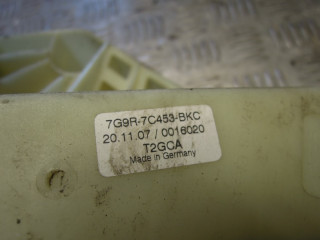 7G9R-7C453-BKC
20.11.07 / 0016020
T2GCA
Made in Germany